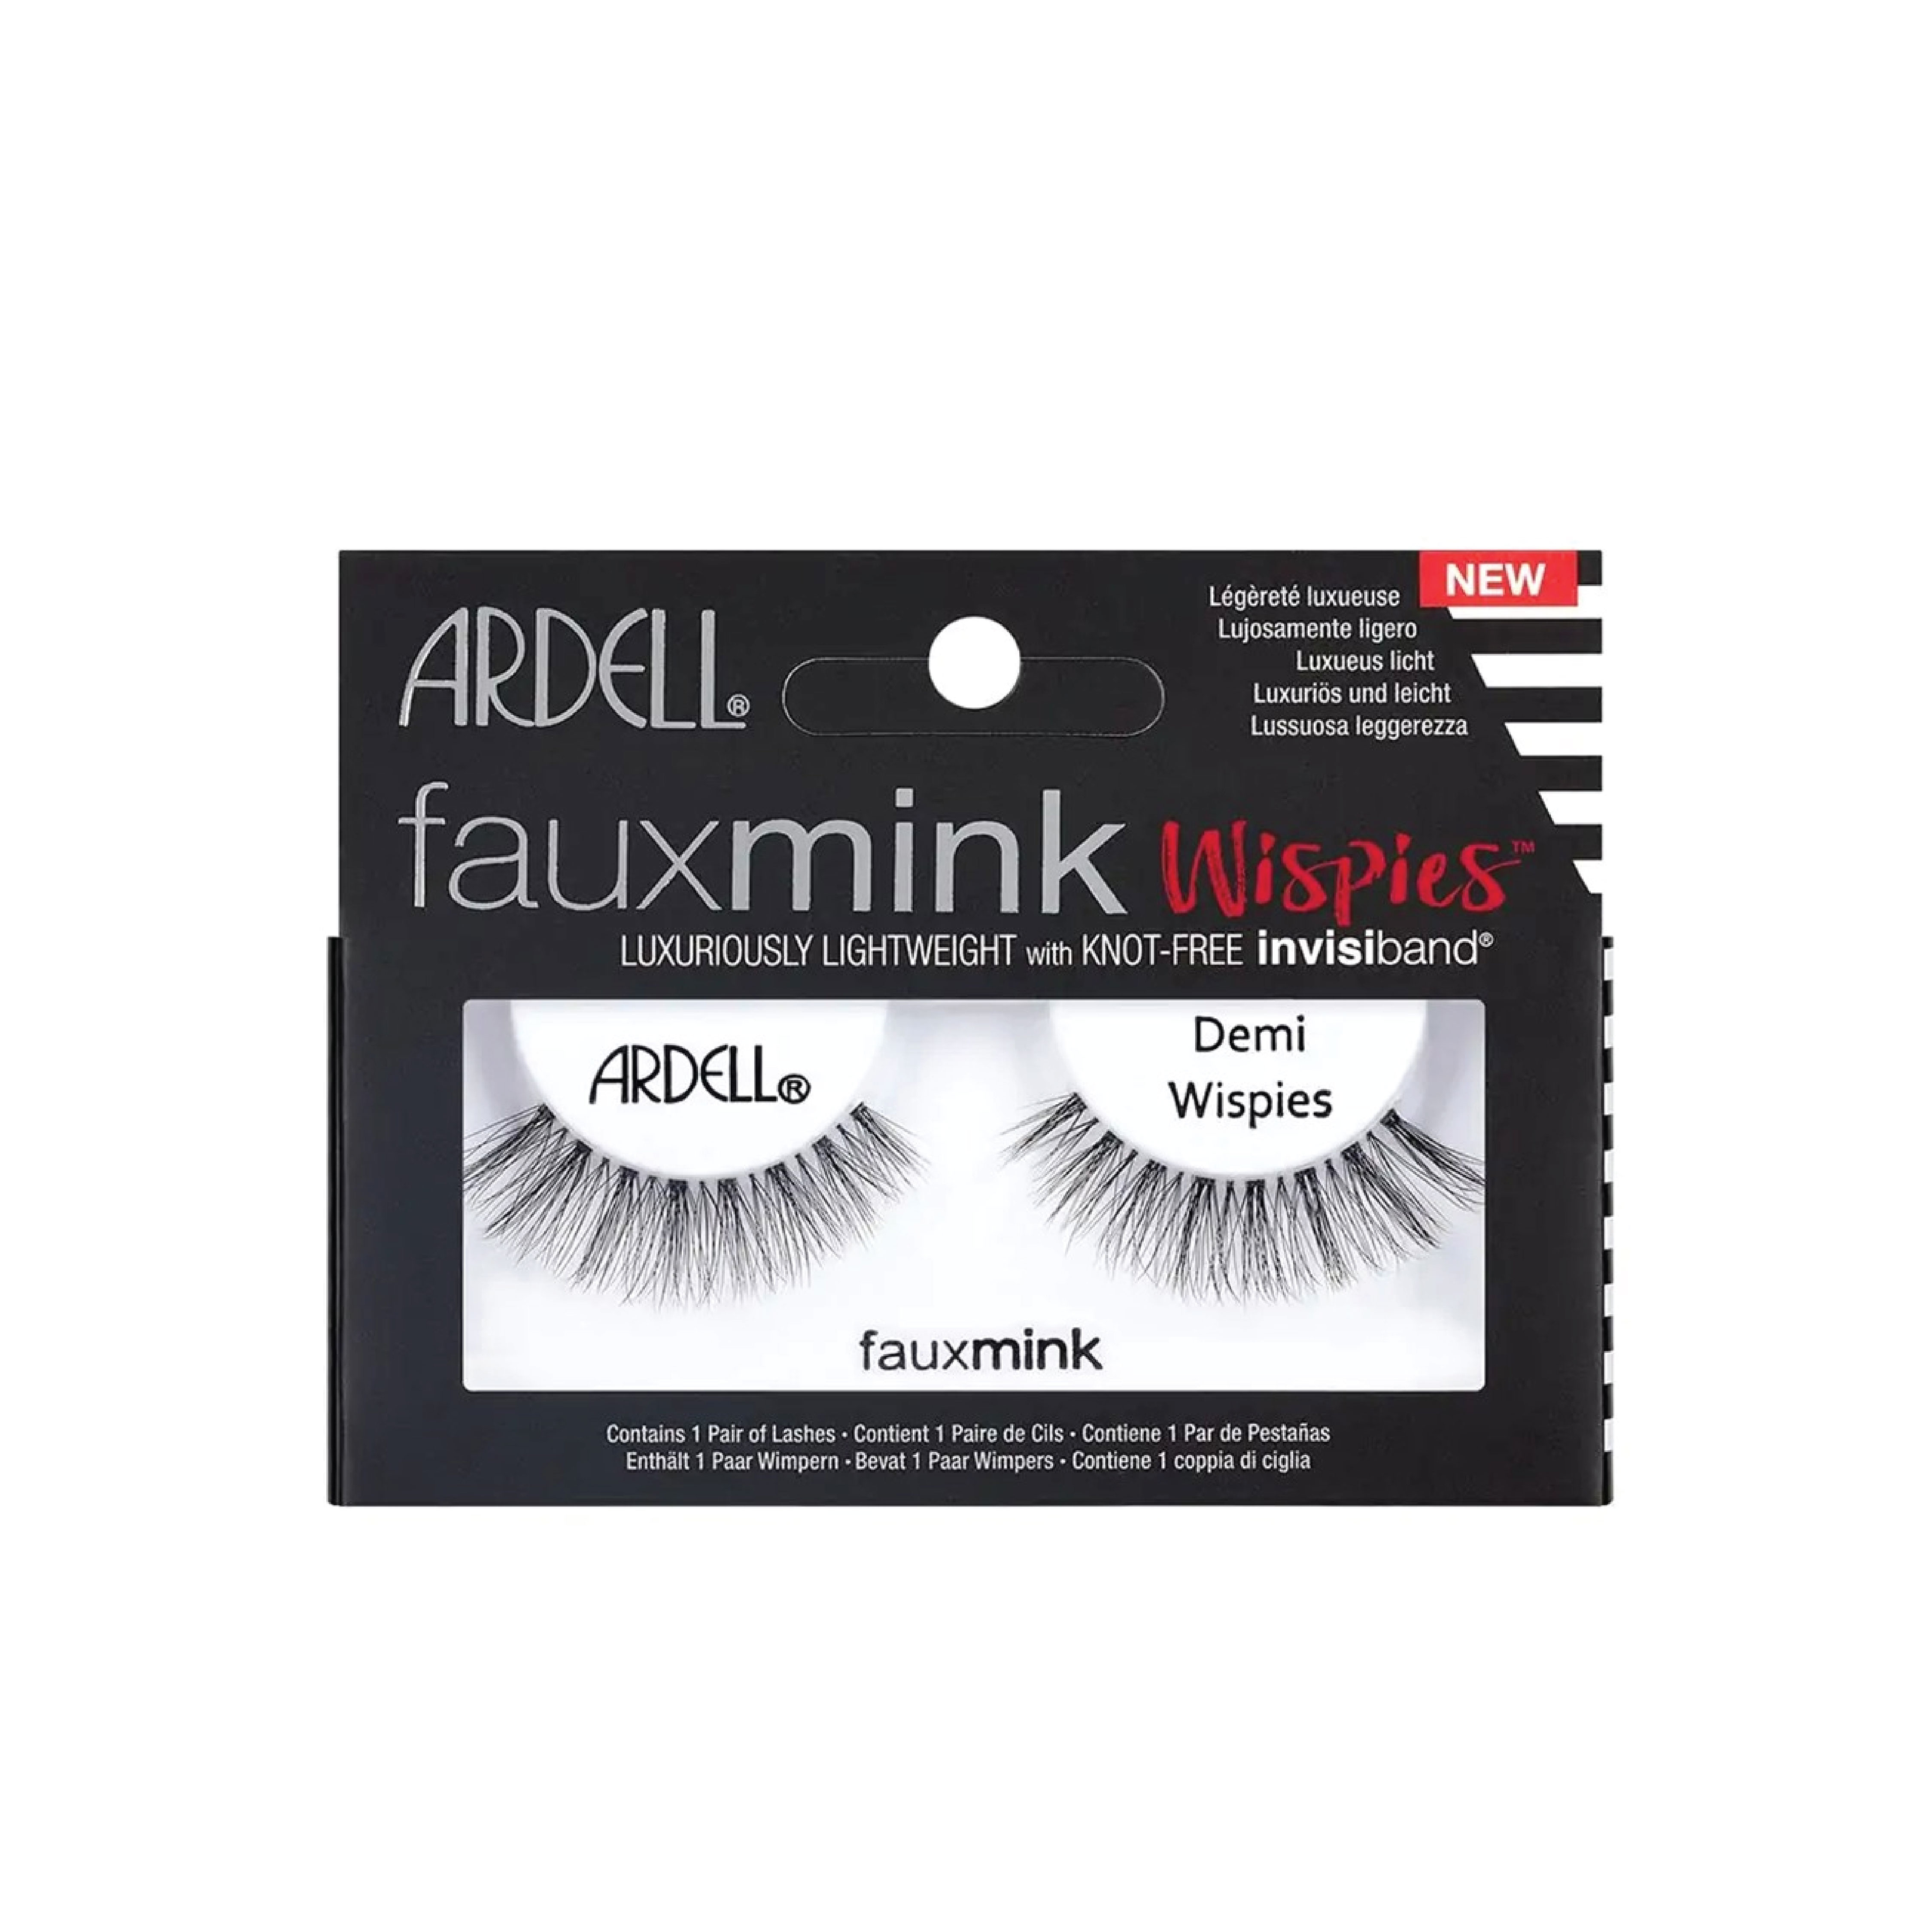 NEW
ARDELL®
Légèreté luxueuse
Lujosamente ligero
Luxueus licht
Luxuriös und leicht
Lussuosa leggerezza
fauxmink Wispies™
LUXURIOUSLY LIGHTWEIGHT with KNOT-FREE invisiband®
ARDELL®
Demi
Wispies
fauxmink
Contains 1 Pair of Lashes • Contient 1 Paire de Cils • Contiene 1 Par de Pestañas
Enthält 1 Paar Wimpern • Bevat 1 Paar Wimpers • Contiene 1 coppia di ciglia